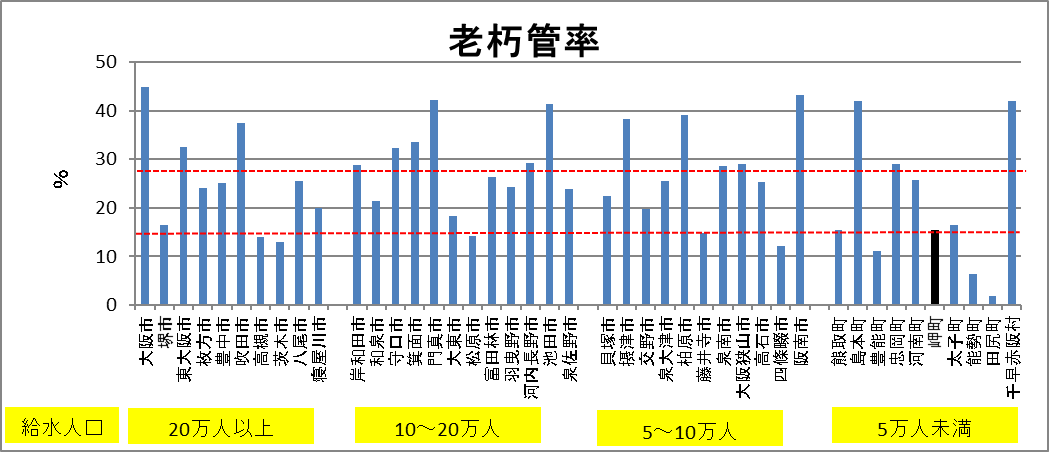 老朽管率
%
50
40
30
20
10
0
大阪市
堺市
東大阪市
枚方市
豊中市
吹田市
高槻市
茨木市
八尾市
寝屋川市
岸和田市
和泉市
守口市
箕面市
門真市
大東市
松原市
富田林市
羽曳野市
河内長野市
池田市
泉佐野市
貝塚市
摂津市
交野市
泉大津市
柏原市
藤井寺市
泉南市
大阪狭山市
高石市
四條畷市
阪南市
熊取町
島本町
豊能町
忠岡町
河南町
岬町
太子町
能勢町
田尻町
千早赤阪村
給水人口
20万人以上
10～20万人
5～10万人
5万人未満